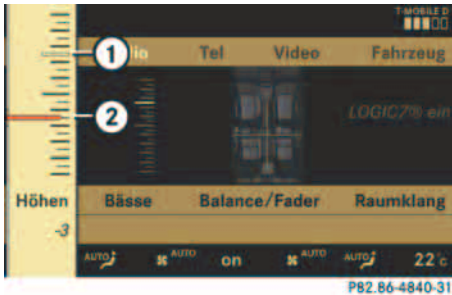 T-MOBILE D
1 io Tel Video Fahrzeug
2
LOGIC7® ein
Höhen Bässe Balance/Fader Raumklang
-3
AUTO AUTO on AUTO AUTO 22°c
P82.86-4840-31